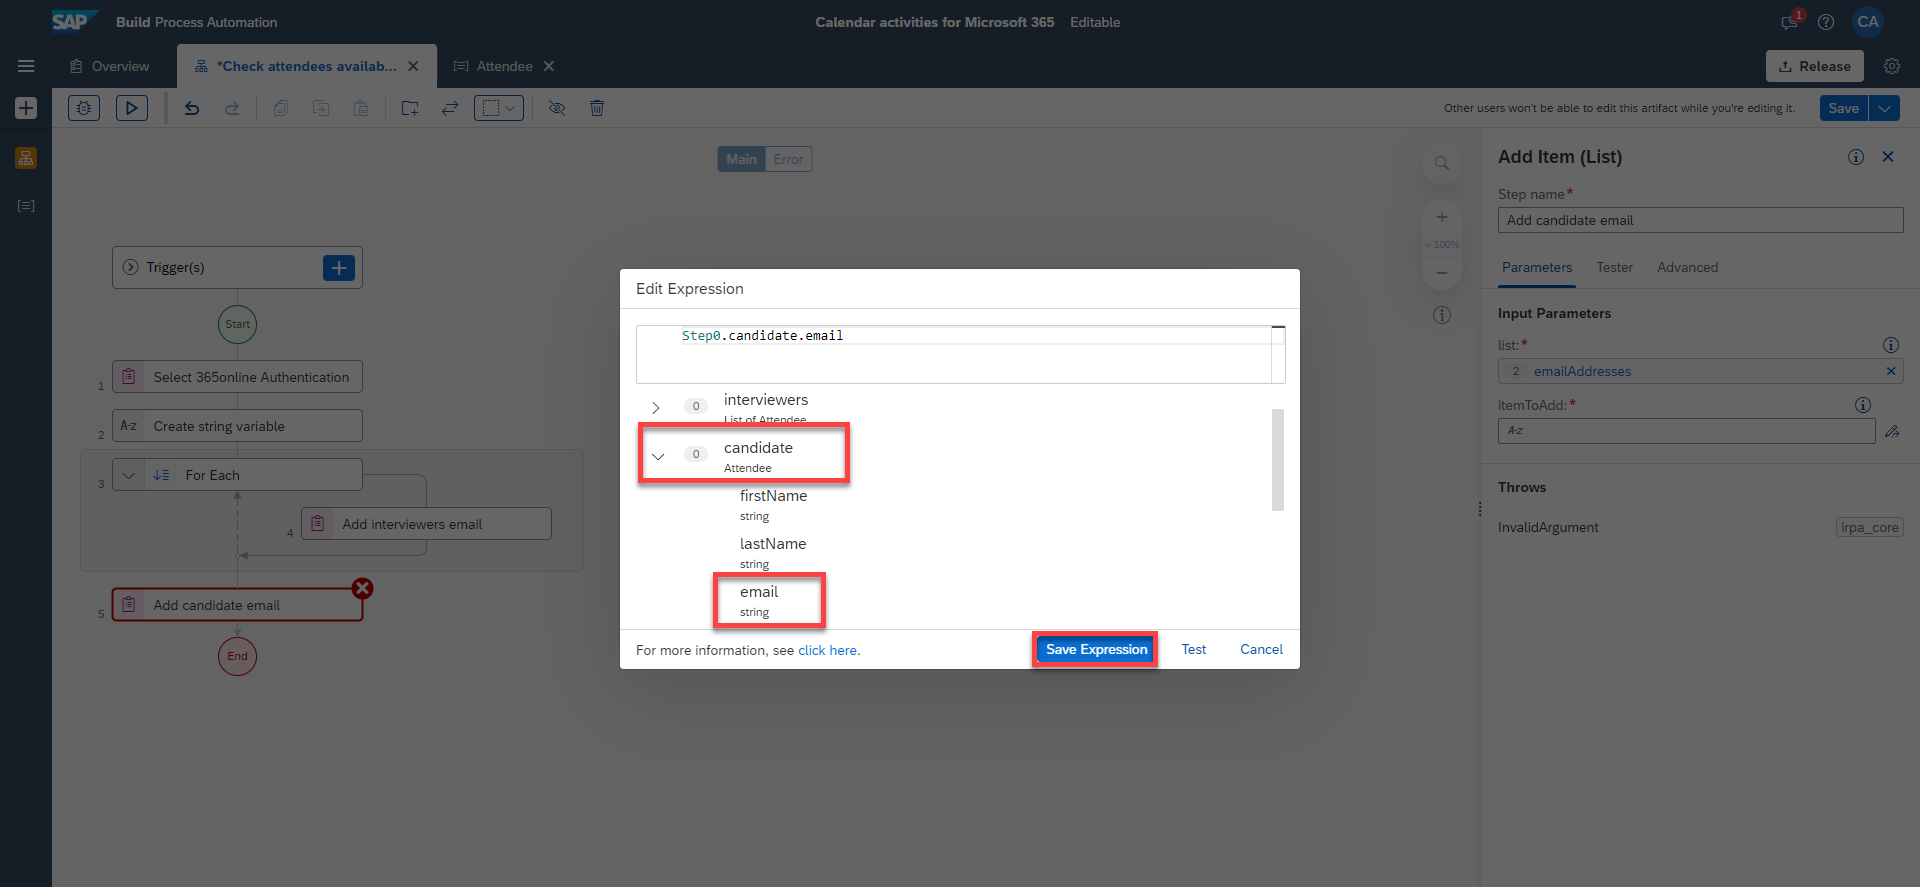 SAP Build Process Automation
Calendar activities for Microsoft 365 Editable
1
CA
Overview
*Check attendees availab...
Attendee
Release
Other users won't be able to edit this artifact while you're editing it.
Save
Main Error
Add Item (List)
Step name*
Add candidate email
Parameters Tester Advanced
Input Parameters
list:*
2 emailAddresses
itemToAdd:*
A-z
Throws
InvalidArgument irpa_core
100%
Trigger(s)
Start
1 Select 365online Authentication
2 A-z Create string variable
3 For Each
4 Add interviewers email
5 Add candidate email
End
Edit Expression
Step0.candidate.email
0 interviewers
List of Attendee
0 candidate
Attendee
firstName
string
lastName
string
email
string
For more information, see click here.
Save Expression Test Cancel